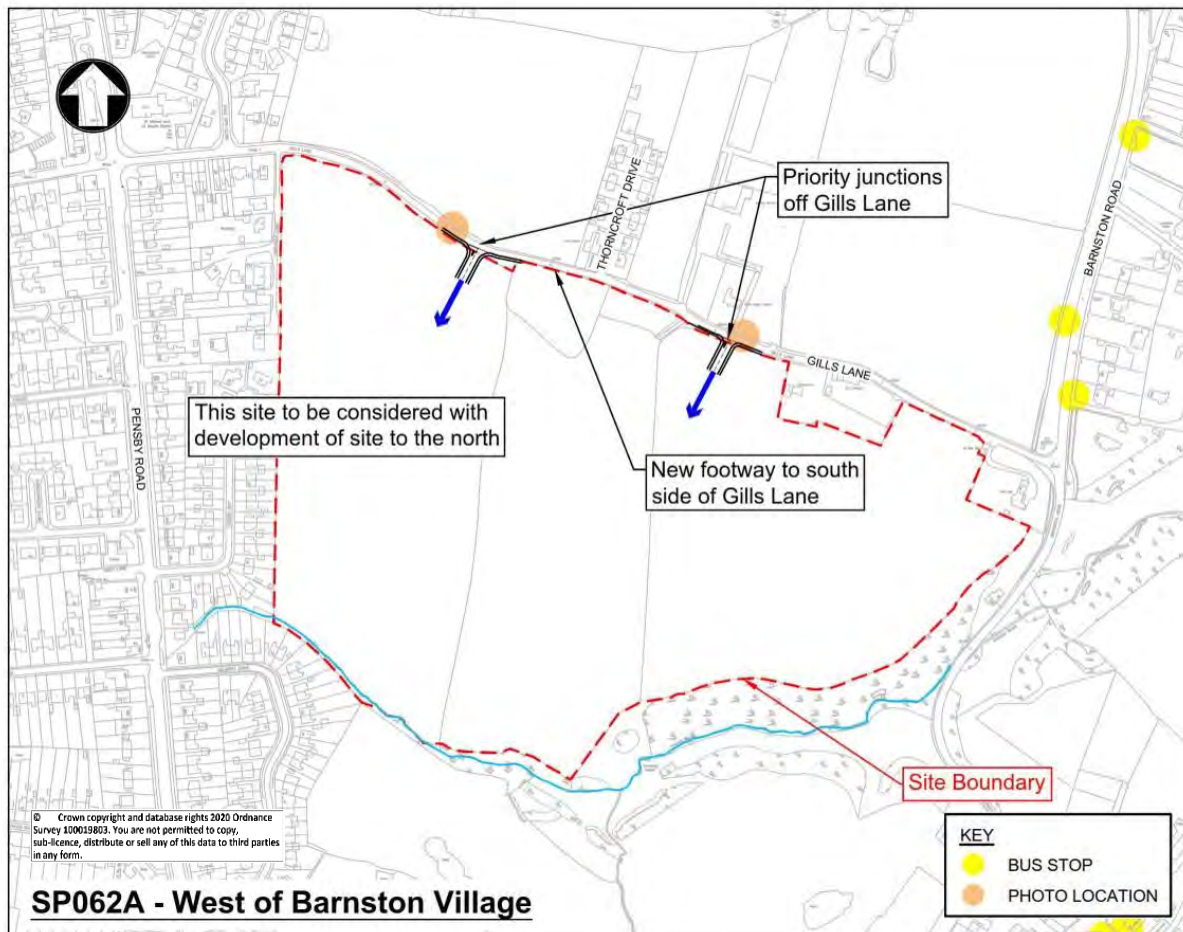 THORNCROFT DRIVE
Priority junctions
off Gills Lane
BARNSTON ROAD
GILLS LANE
This site to be considered with
development of site to the north
PENSBY ROAD
New footway to south
side of Gills Lane
Site Boundary
© Crown copyright and database rights 2020 Ordnance
Survey 100019803. You are not permitted to copy,
sub-licence, distribute or sell any of this data to third parties
in any form.
KEY
BUS STOP
PHOTO LOCATION
SP062A - West of Barnston Village